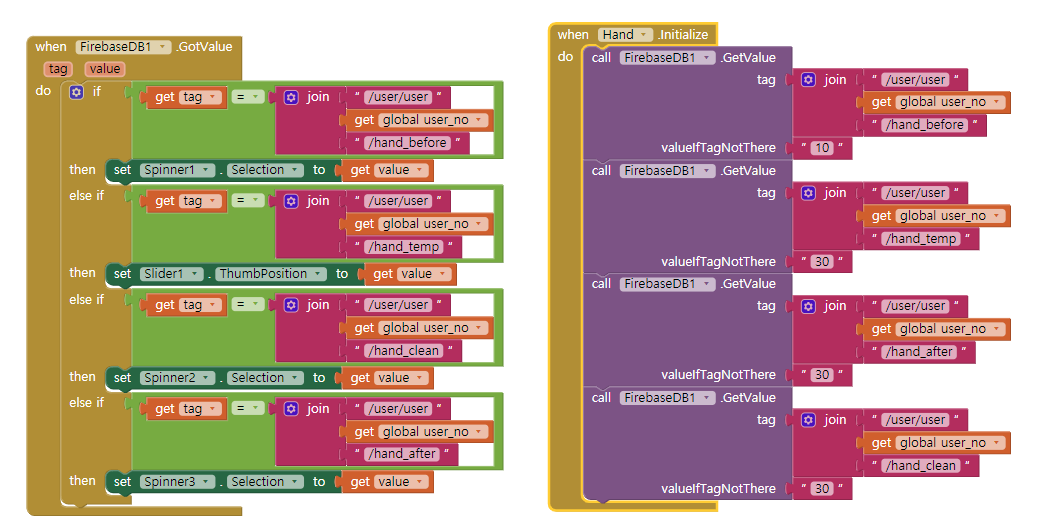 when FirebaseDB1 .GotValue
tag value
do if get tag = join " /user/user "
get global user_no
" /hand_before "
then set Spinner1 . Selection to get value
else if get tag = join " /user/user "
get global user_no
" /hand_temp "
then set Slider1 . ThumbPosition to get value
else if get tag = join " /user/user "
get global user_no
" /hand_clean "
then set Spinner2 . Selection to get value
else if get tag = join " /user/user "
get global user_no
" /hand_after "
then set Spinner3 . Selection to get value
when Hand .Initialize
do call FirebaseDB1 .GetValue
tag join " /user/user "
get global user_no
" /hand_before "
valueIfTagNotThere " 10 "
call FirebaseDB1 .GetValue
tag join " /user/user "
get global user_no
" /hand_temp "
valueIfTagNotThere " 30 "
call FirebaseDB1 .GetValue
tag join " /user/user "
get global user_no
" /hand_after "
valueIfTagNotThere " 30 "
call FirebaseDB1 .GetValue
tag join " /user/user "
get global user_no
" /hand_clean "
valueIfTagNotThere " 30 "